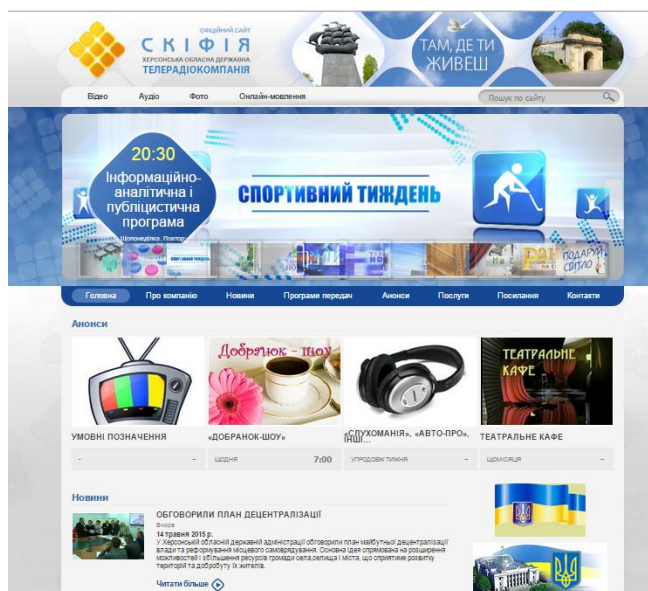 ОФІЦІЙНИЙ САЙТ
СКІФІЯ
ХЕРСОНСЬКА ОБЛАСНА ДЕРЖАВНА
ТЕЛЕРАДІОКОМПАНІЯ
ТАМ, ДЕ ТИ
ЖИВЕШ
Відео Аудіо Фото Онлайн-мовлення Пошук по сайту
20:30
Інформаційно-
аналітична і
публіцистична
програма
Щопонеділка.
СПОРТИВНИЙ ТИЖДЕНЬ
ПОДАРУЙ
СВІТЛО
Головна Про компанію Новини Програми передач Анонси Послуги Посилання Контакти
Анонси
Добранок - шоу
ТЕАТРАЛЬНЕ
КАФЕ
УМОВНІ ПОЗНАЧЕННЯ
- -
«ДОБРАНОК-ШОУ»
ЩОДНЯ 7:00
«СЛУХОМАНІЯ», «АВТО-ПРО»,
ІНШІ...
УПРОДОВЖ ТИЖНЯ -
ТЕАТРАЛЬНЕ КАФЕ
ЩОМІСЯЦЯ -
Новини
ОБГОВОРИЛИ ПЛАН ДЕЦЕНТРАЛІЗАЦІЇ
Вчора
14 травня 2015 р.
У Херсонській обласній державній адміністрації обговорили план майбутньої децентралізації
влади та реформування місцевого самоврядування. Основна ідея спрямована на розширення
можливостей і збільшення ресурсів громади села,селища і міста, що сприятиме розвитку
територій та добробуту їх жителів.
Читати більше